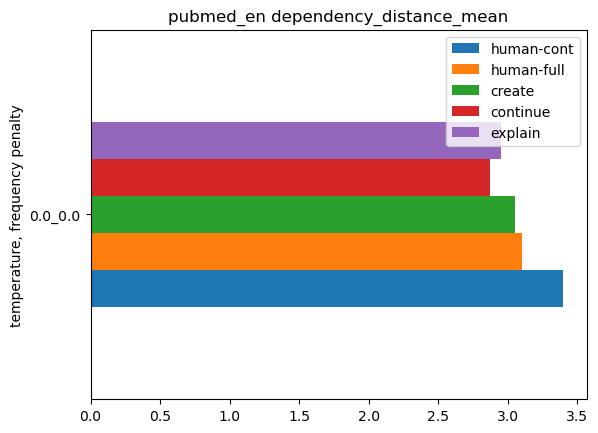 pubmed_en dependency_distance_mean
human-cont
human-full
create
continue
explain
temperature, frequency penalty
0.0_0.0
0.0 0.5 1.0 1.5 2.0 2.5 3.0 3.5